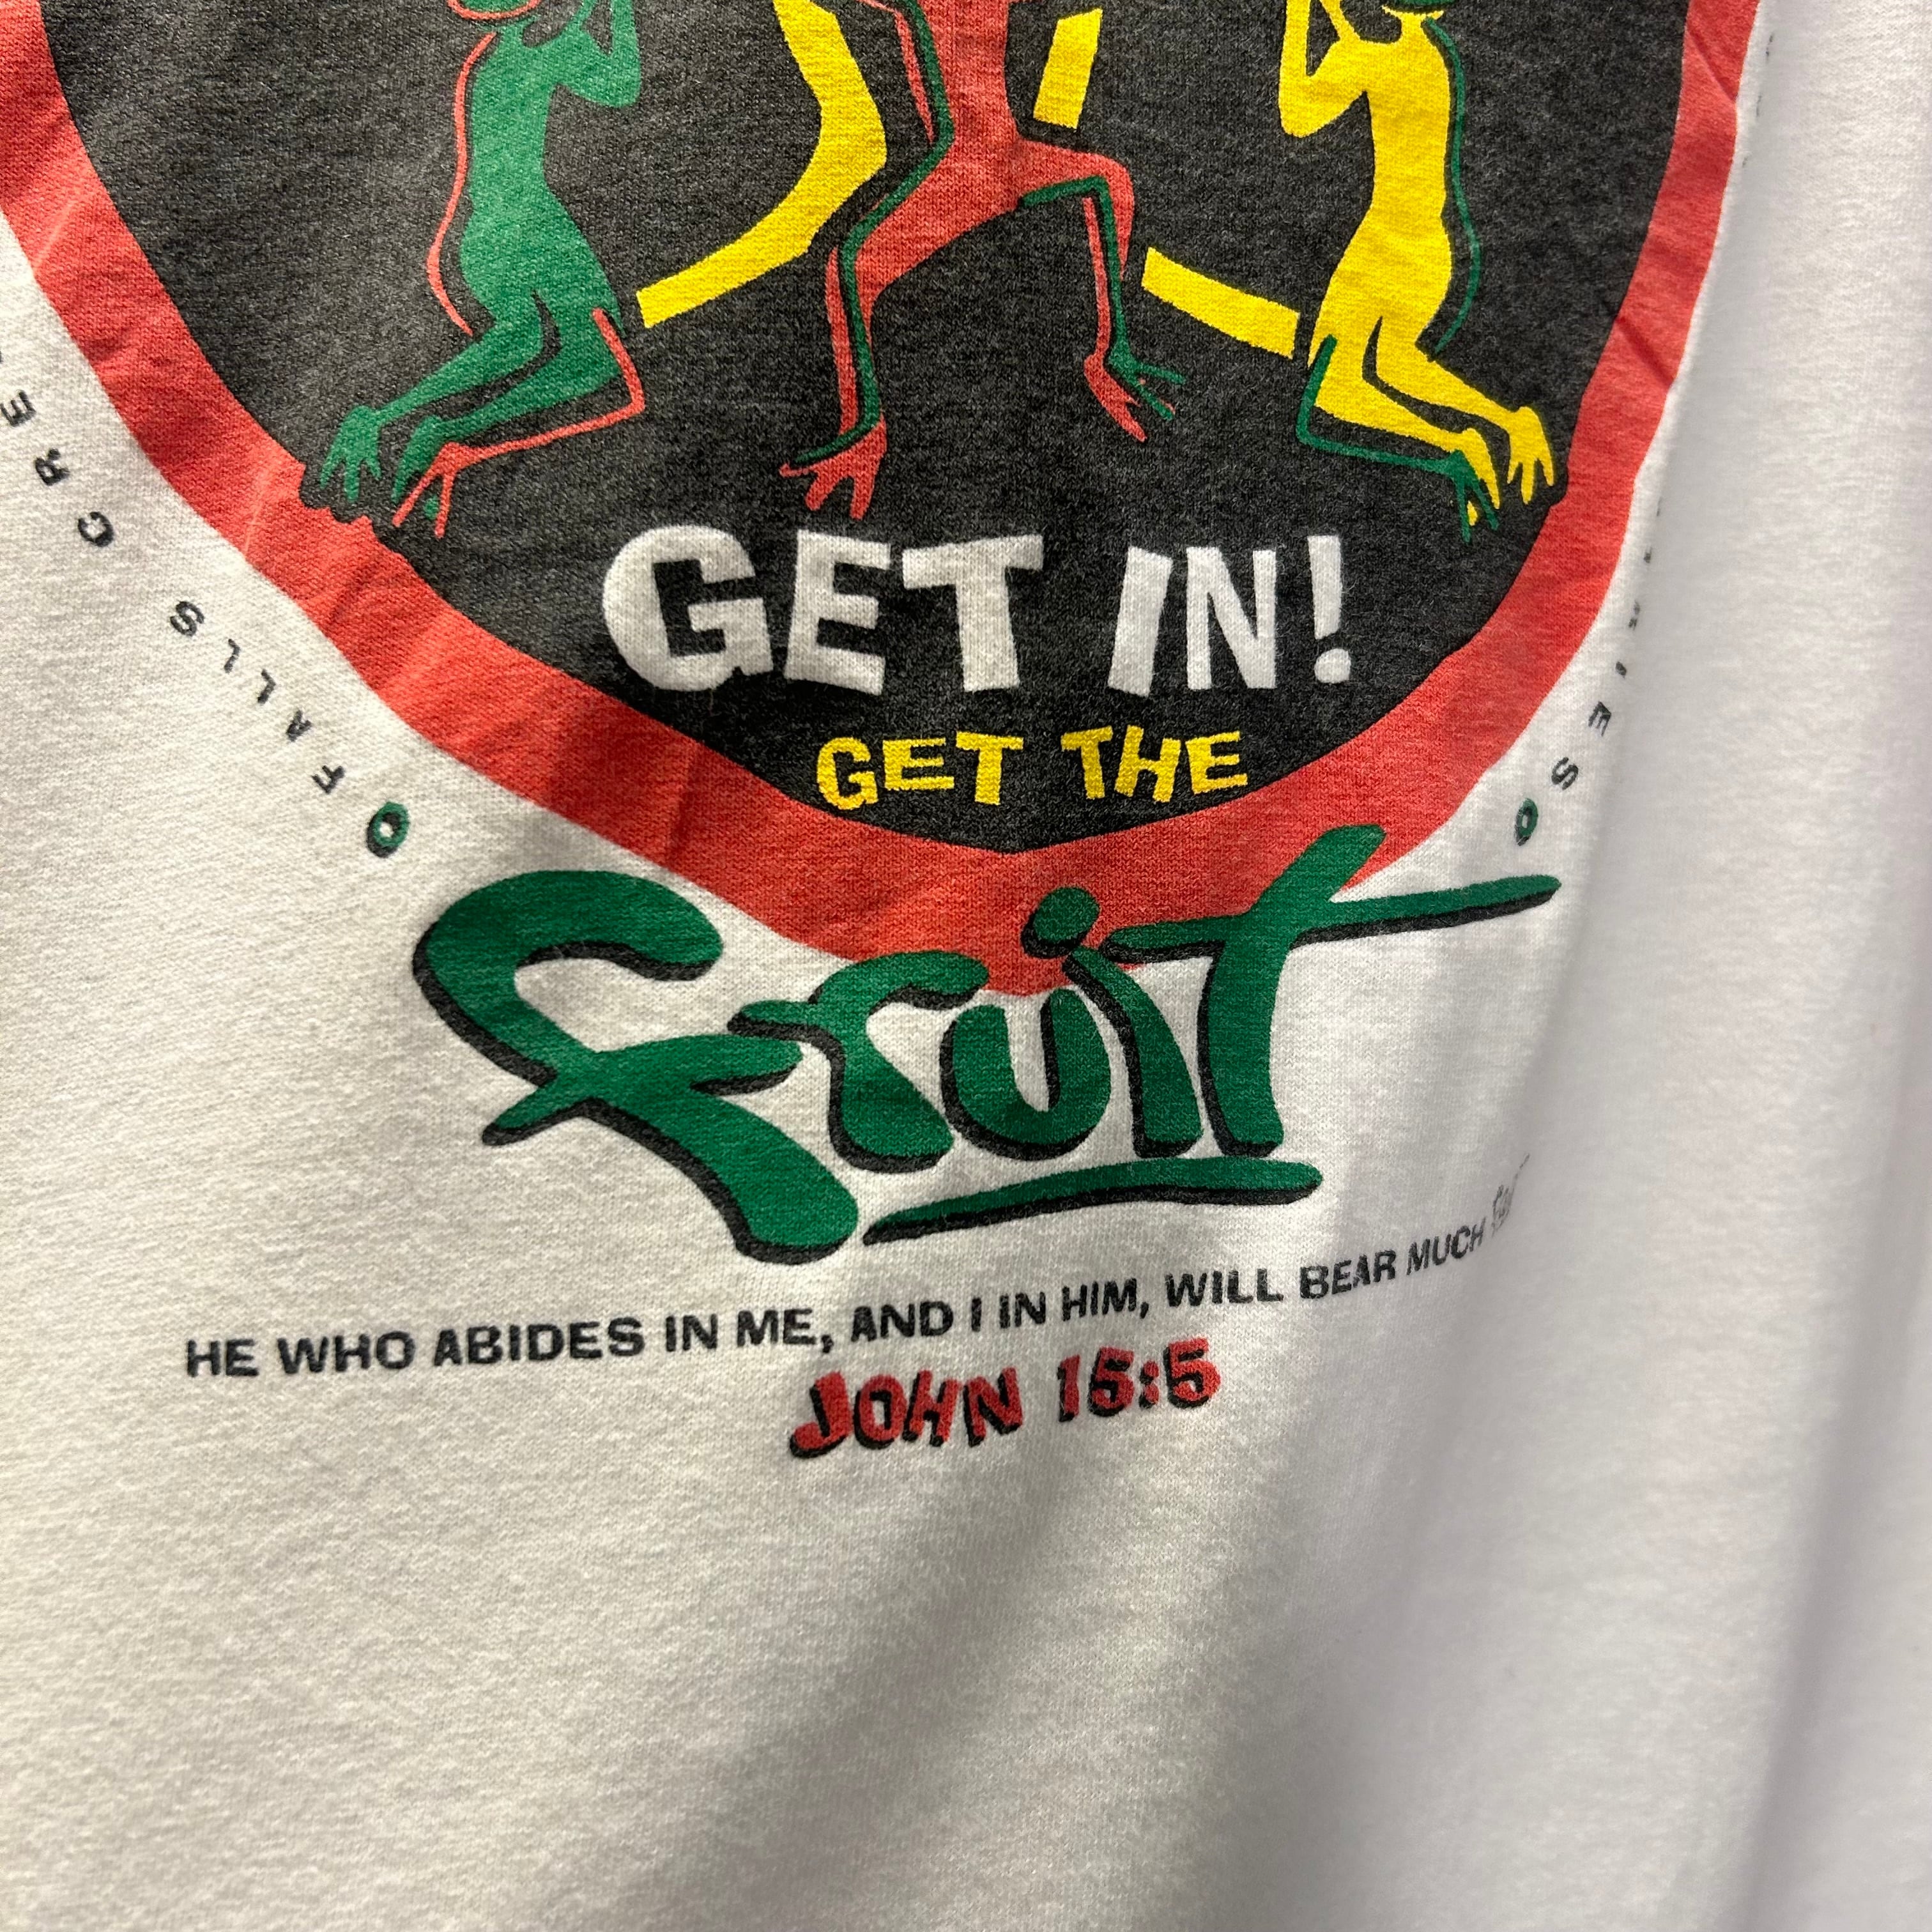 GET IN!
GET THE
fruit
HE WHO ABIDES IN ME, AND I IN HIM, WILL BEAR MUCH
JOHN 15:5
FALLS